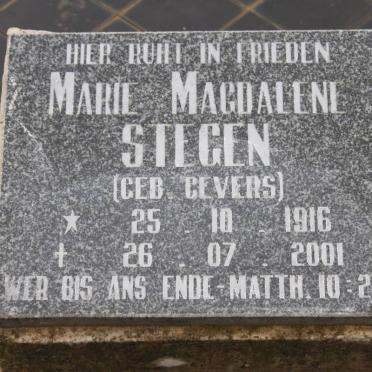 HIER RUHT IN FRIEDEN
MARIE MAGDALENE
STEGEN
(GEB. GEVERS)
* 25 . 10 . 1916
† 26 . 07 . 2001
WER BIS ANS ENDE-MATTH. 10:2